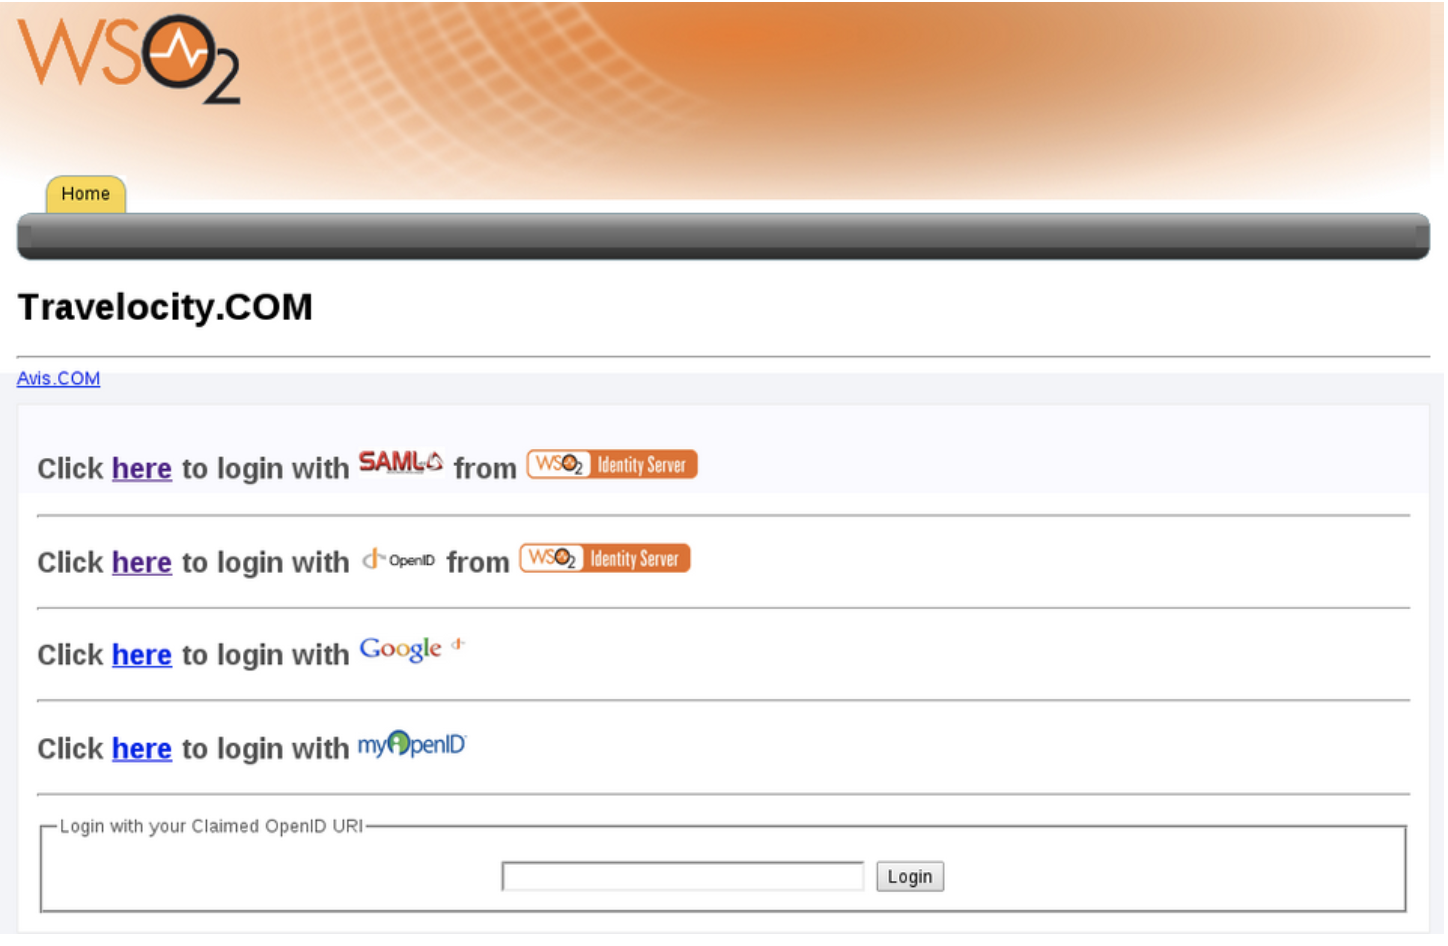 WSO2
Home
Travelocity.COM
Avis.COM
Click here to login with SAML from WSO2 Identity Server
Click here to login with OpenID from WSO2 Identity Server
Click here to login with Google
Click here to login with myOpenID
Login with your Claimed OpenID URI
Login